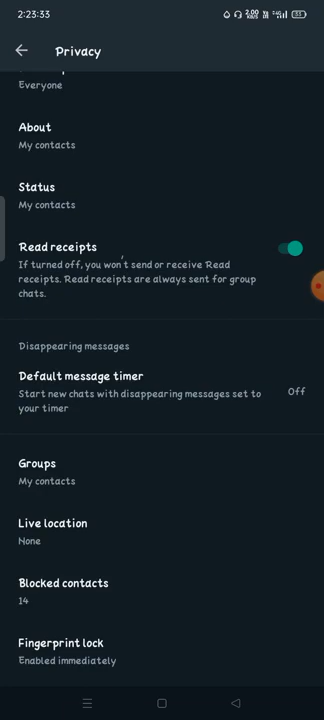 2:23:33
2.00
53
Privacy
Everyone
About
My contacts
Status
My contacts
Read receipts
If turned off, you won't send or receive Read
receipts. Read receipts are always sent for group
chats.
Disappearing messages
Default message timer
Off
Start new chats with disappearing messages set to
your timer
Groups
My contacts
Live location
None
Blocked contacts
14
Fingerprint lock
Enabled immediately